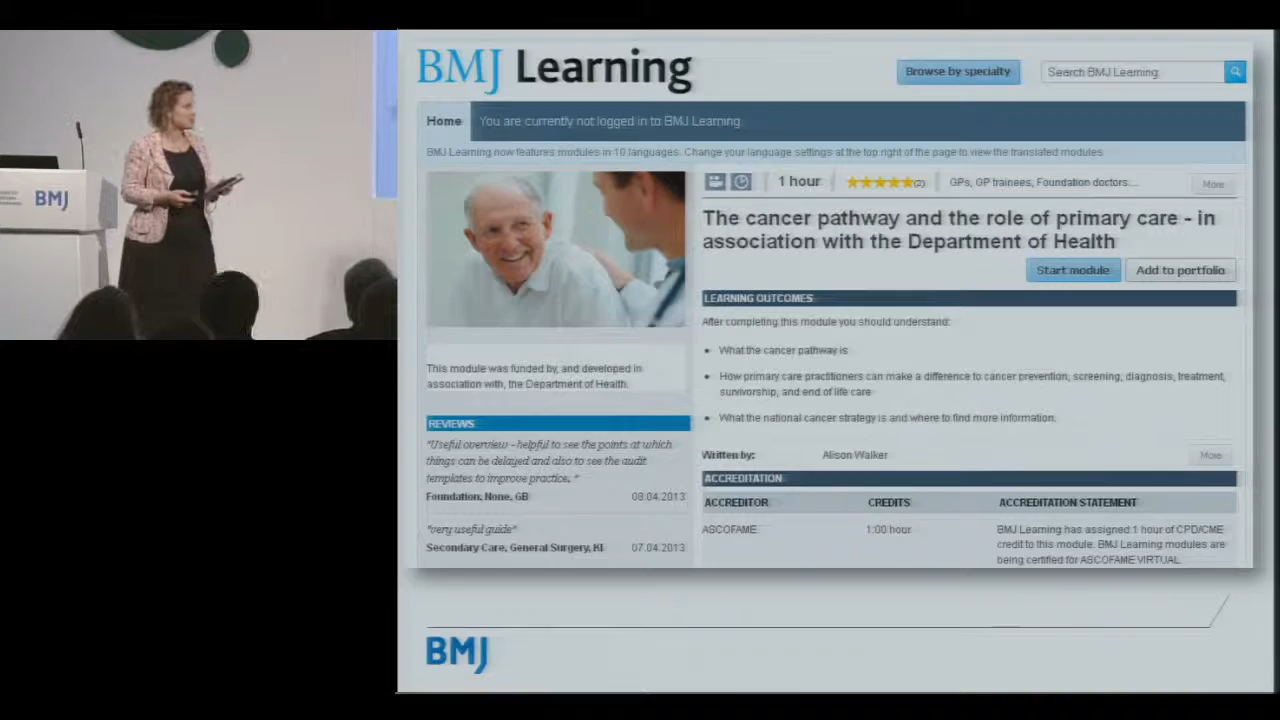 BMJ
BMJ Learning
Browse by specialty
Search BMJ Learning
Home
You are currently not logged in to BMJ Learning.
BMJ Learning now features modules in 10 languages. Change your language settings at the top right of the page to view the translated modules
1 hour
(2)
GPs, GP trainees, Foundation doctors...
More
The cancer pathway and the role of primary care - in
association with the Department of Health
Start module
Add to portfolio
LEARNING OUTCOMES
After completing this module you should understand:
• What the cancer pathway is
• How primary care practitioners can make a difference to cancer prevention, screening, diagnosis, treatment,
survivorship, and end of life care
• What the national cancer strategy is and where to find more information.
Written by:
Alison Walker
More
ACCREDITATION
ACCREDITOR
CREDITS
ACCREDITATION STATEMENT
ASCOFAME
1:00 hour
BMJ Learning has assigned 1 hour of CPD/CME
credit to this module. BMJ Learning modules are
being certified for ASCOFAME VIRTUAL
This module was funded by, and developed in
association with, the Department of Health.
REVIEWS
"Useful overview - helpful to see the points at which
things can be delayed and also to see the audit
templates to improve practice. "
Foundation, None, GB
08.04.2013
"very useful guide"
Secondary Care, General Surgery, KI
07.04.2013
BMJ